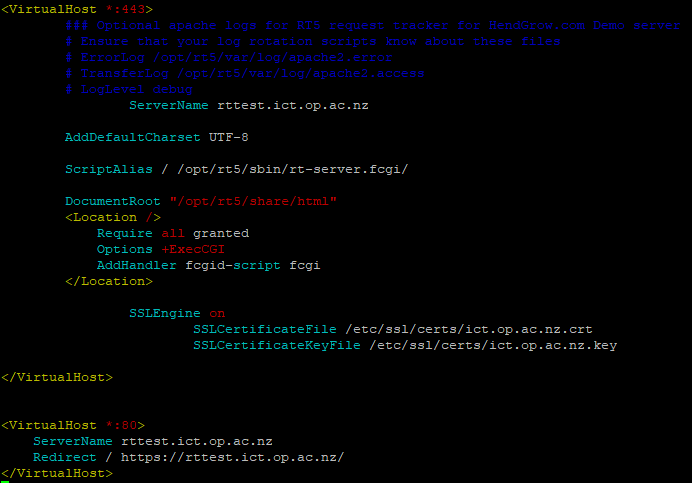 <VirtualHost *:443>
### Optional apache logs for RT5 request tracker for HendGrow.com Demo server
# Ensure that your log rotation scripts know about these files
# ErrorLog /opt/rt5/var/log/apache2.error
# TransferLog /opt/rt5/var/log/apache2.access
# LogLevel debug
ServerName rttest.ict.op.ac.nz
AddDefaultCharset UTF-8
ScriptAlias / /opt/rt5/sbin/rt-server.fcgi/
DocumentRoot "/opt/rt5/share/html"
<Location />
Require all granted
Options +ExecCGI
AddHandler fcgid-script fcgi
</Location>
SSLEngine on
SSLCertificateFile /etc/ssl/certs/ict.op.ac.nz.crt
SSLCertificateKeyFile /etc/ssl/certs/ict.op.ac.nz.key
</VirtualHost>
<VirtualHost *:80>
ServerName rttest.ict.op.ac.nz
Redirect / https://rttest.ict.op.ac.nz/
</VirtualHost>